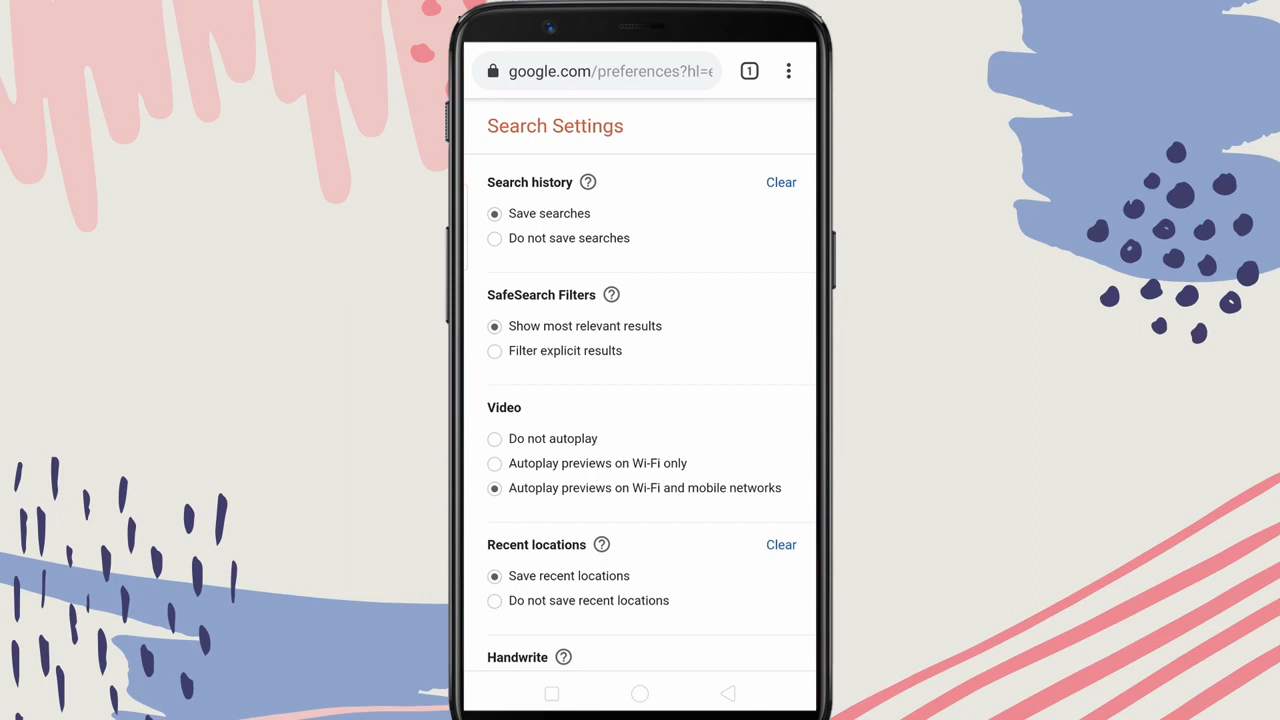 google.com/preferences?hl=
1
Search Settings
Search history ?
Clear
Save searches
Do not save searches
SafeSearch Filters ?
Show most relevant results
Filter explicit results
Video
Do not autoplay
Autoplay previews on Wi-Fi only
Autoplay previews on Wi-Fi and mobile networks
Recent locations ?
Clear
Save recent locations
Do not save recent locations
Handwrite ?